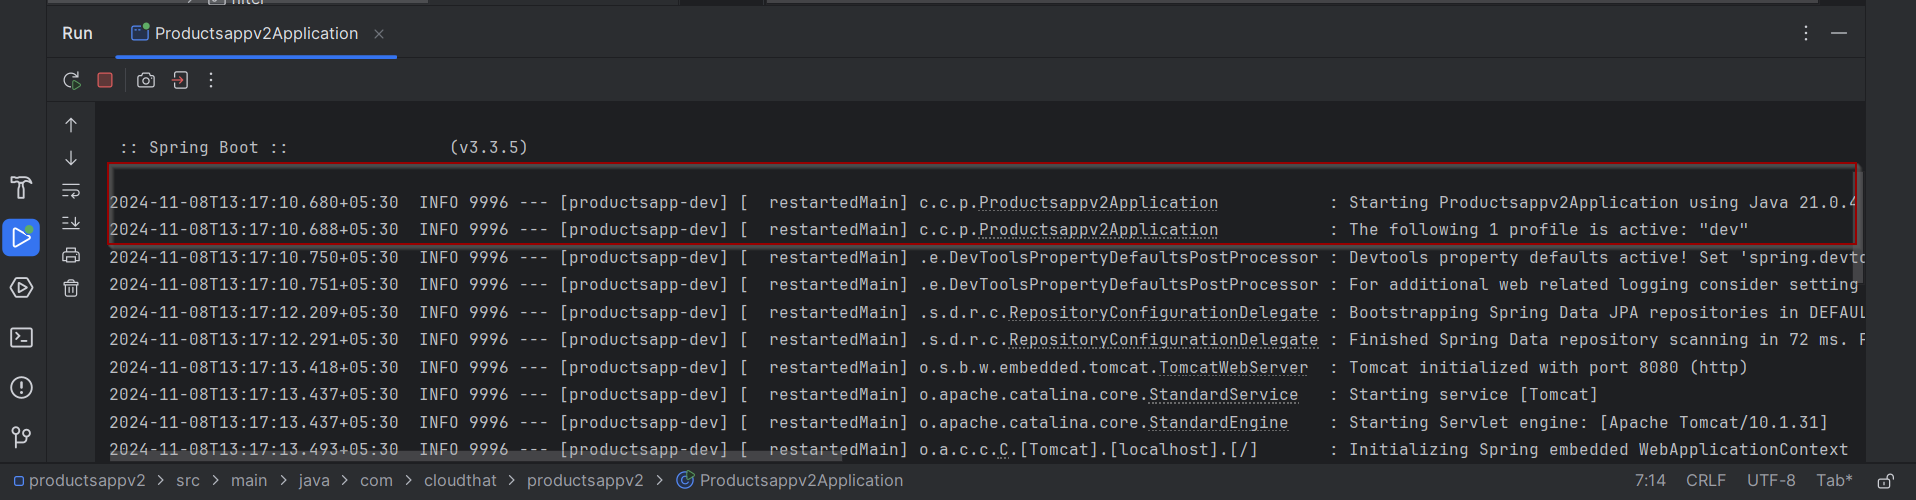 filter
Run Productsappv2Application
:: Spring Boot :: (v3.3.5)
2024-11-08T13:17:10.680+05:30 INFO 9996 --- [productsapp-dev] [ restartedMain] c.c.p.Productsappv2Application : Starting Productsappv2Application using Java 21.0.4
2024-11-08T13:17:10.688+05:30 INFO 9996 --- [productsapp-dev] [ restartedMain] c.c.p.Productsappv2Application : The following 1 profile is active: "dev"
2024-11-08T13:17:10.750+05:30 INFO 9996 --- [productsapp-dev] [ restartedMain] .e.DevToolsPropertyDefaultsPostProcessor : Devtools property defaults active! Set 'spring.devto
2024-11-08T13:17:10.751+05:30 INFO 9996 --- [productsapp-dev] [ restartedMain] .e.DevToolsPropertyDefaultsPostProcessor : For additional web related logging consider setting
2024-11-08T13:17:12.209+05:30 INFO 9996 --- [productsapp-dev] [ restartedMain] .s.d.r.c.RepositoryConfigurationDelegate : Bootstrapping Spring Data JPA repositories in DEFAUL
2024-11-08T13:17:12.291+05:30 INFO 9996 --- [productsapp-dev] [ restartedMain] .s.d.r.c.RepositoryConfigurationDelegate : Finished Spring Data repository scanning in 72 ms. F
2024-11-08T13:17:13.418+05:30 INFO 9996 --- [productsapp-dev] [ restartedMain] o.s.b.w.embedded.tomcat.TomcatWebServer : Tomcat initialized with port 8080 (http)
2024-11-08T13:17:13.437+05:30 INFO 9996 --- [productsapp-dev] [ restartedMain] o.apache.catalina.core.StandardService : Starting service [Tomcat]
2024-11-08T13:17:13.437+05:30 INFO 9996 --- [productsapp-dev] [ restartedMain] o.apache.catalina.core.StandardEngine : Starting Servlet engine: [Apache Tomcat/10.1.31]
2024-11-08T13:17:13.493+05:30 INFO 9996 --- [productsapp-dev] [ restartedMain] o.a.c.c.C.[Tomcat].[localhost].[/] : Initializing Spring embedded WebApplicationContext
productsappv2 > src > main > java > com > cloudthat > productsappv2 > Productsappv2Application 7:14 CRLF UTF-8 Tab*